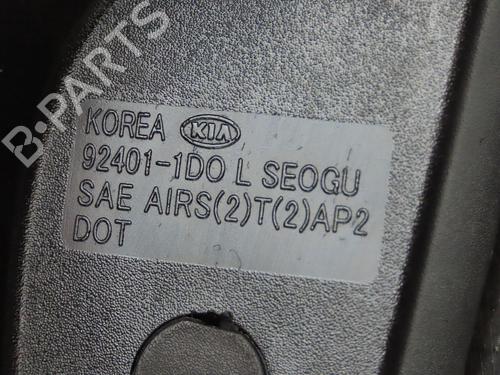 B-PARTS
KOREA KIA
92401-1D0 L SEOGU
SAE AIRS(2)T(2)AP2
DOT